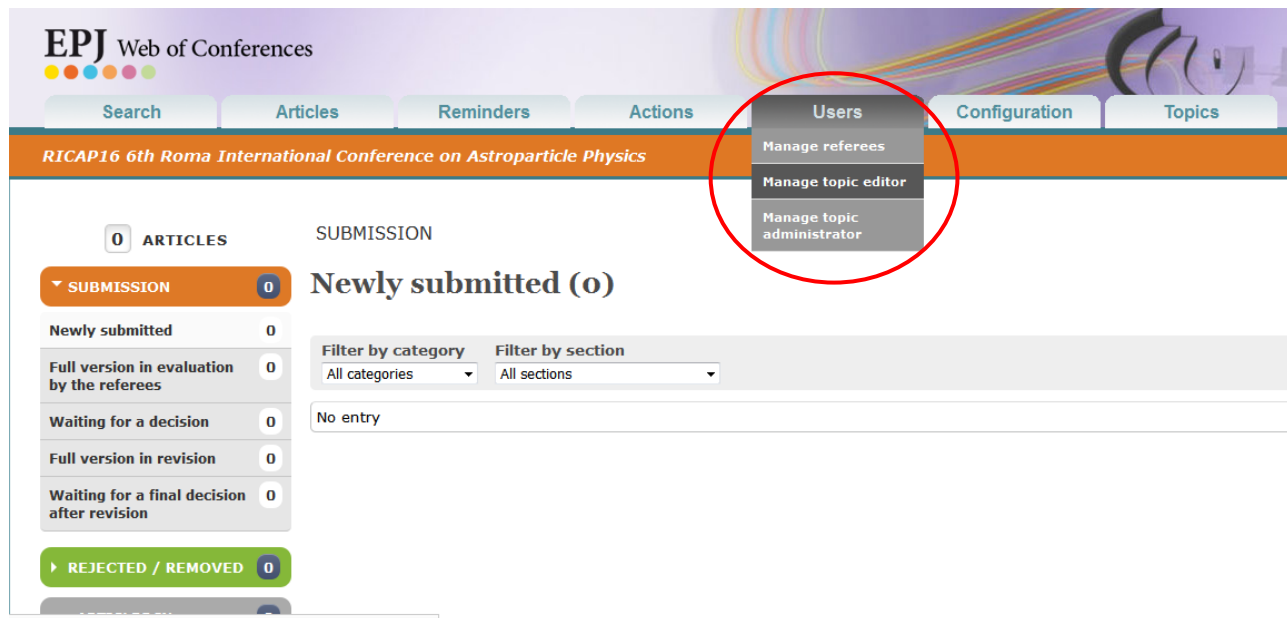 EPJ Web of Conferences
Search Articles Reminders Actions Users Configuration Topics
RICAP16 6th Roma International Conference on Astroparticle Physics
Manage referees
Manage topic editor
Manage topic
administrator
0 ARTICLES
SUBMISSION 0
Newly submitted 0
Full version in evaluation 0
by the referees
Waiting for a decision 0
Full version in revision 0
Waiting for a final decision 0
after revision
REJECTED / REMOVED 0
SUBMISSION
Newly submitted (0)
Filter by category Filter by section
All categories All sections
No entry